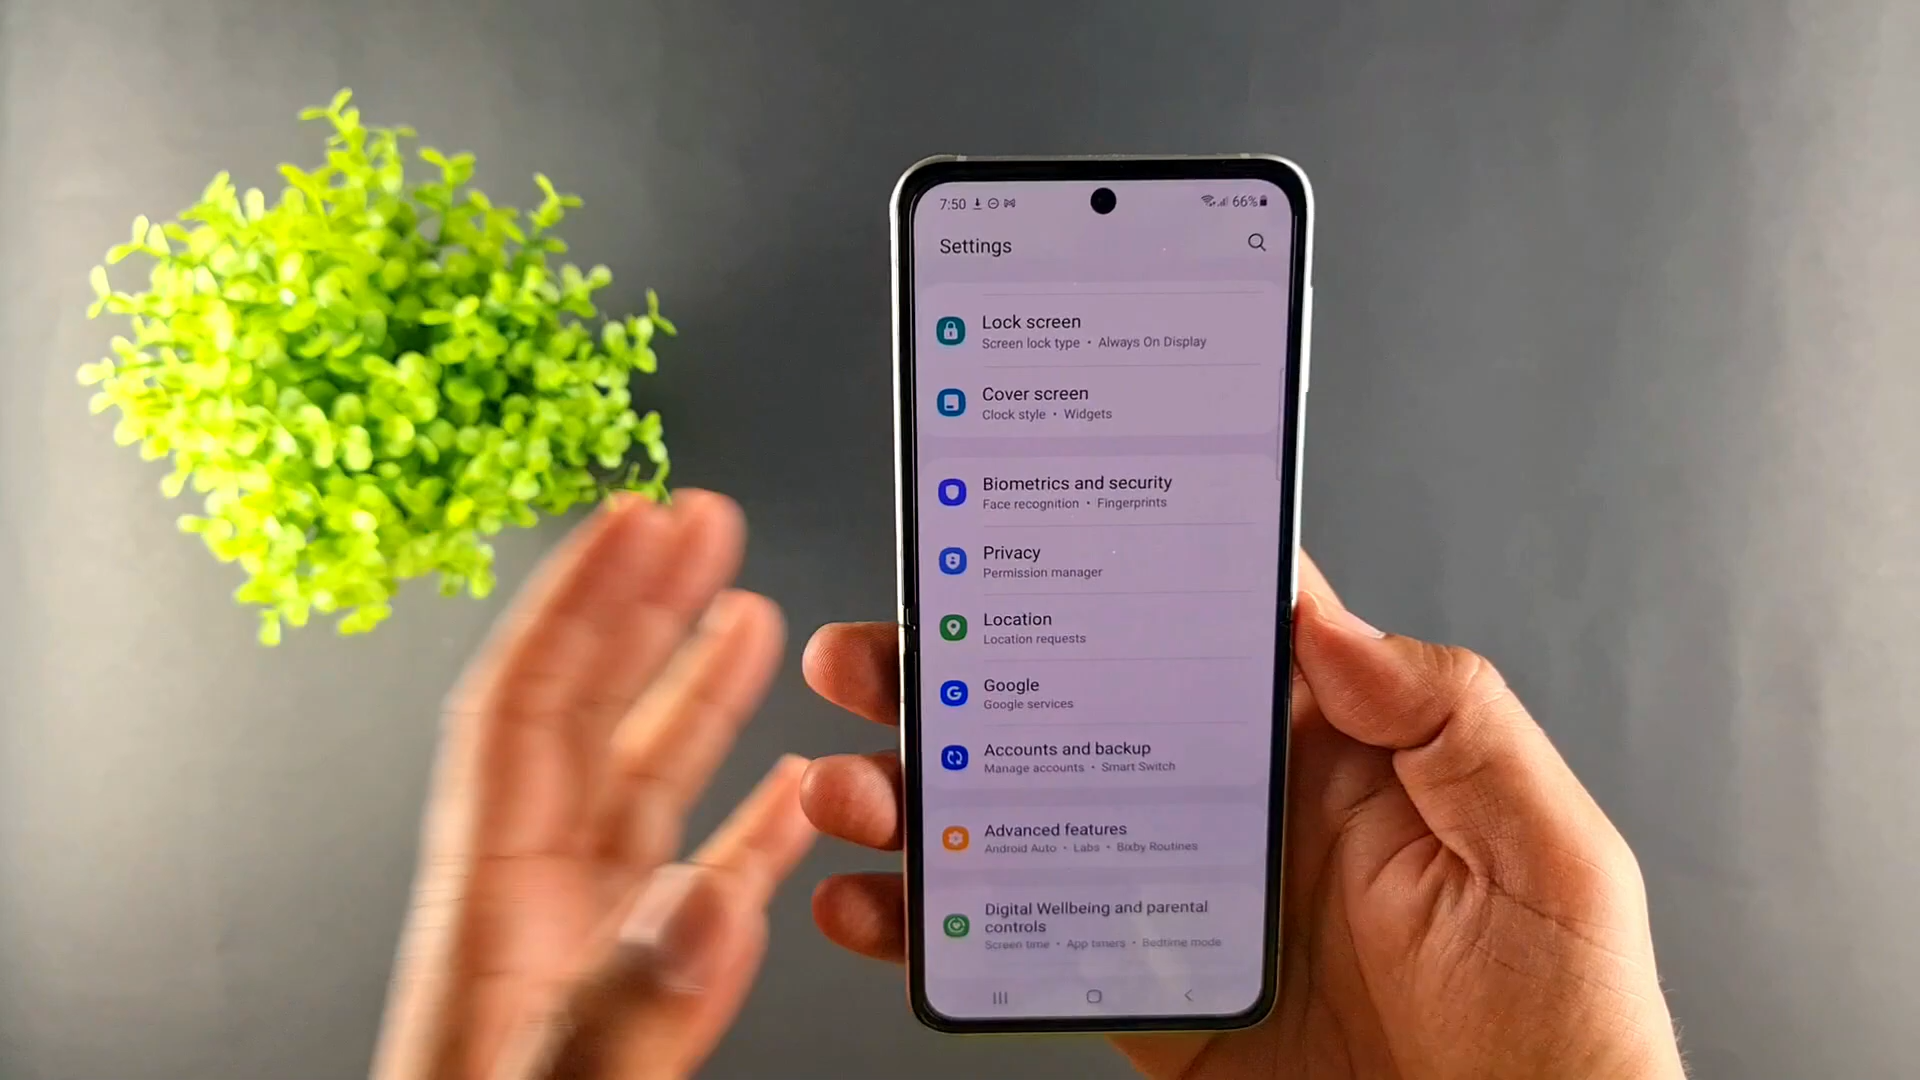 7:50 66%
Settings
Lock screen
Screen lock type • Always On Display
Cover screen
Clock style • Widgets
Biometrics and security
Face recognition • Fingerprints
Privacy
Permission manager
Location
Location requests
Google
Google services
Accounts and backup
Manage accounts • Smart Switch
Advanced features
Android Auto • Labs • Bixby Routines
Digital Wellbeing and parental
controls
Screen time • App timers • Bedtime mode